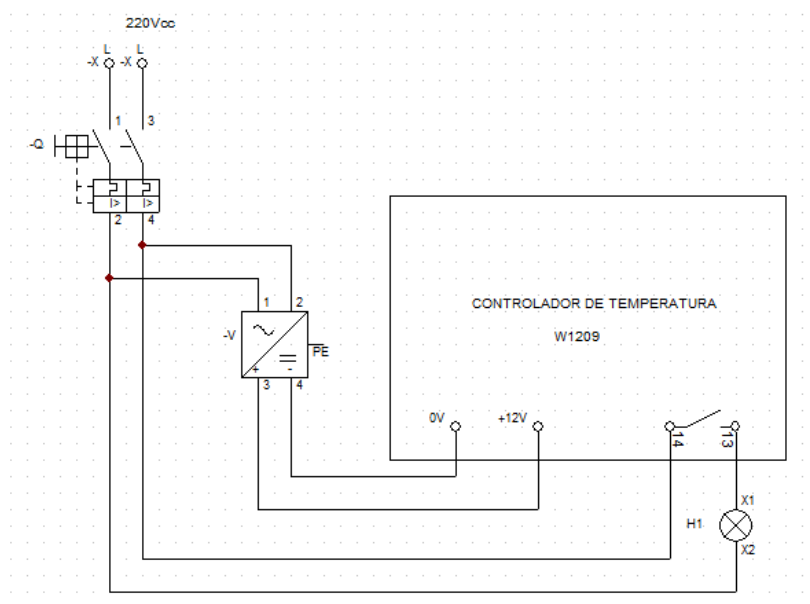 220Vcc
L L
-X -X
1 3
-Q
I> I>
2 4
1 2
-V
PE
+ -
3 4
CONTROLADOR DE TEMPERATURA
W1209
0V +12V
14 13
X1
H1
X2